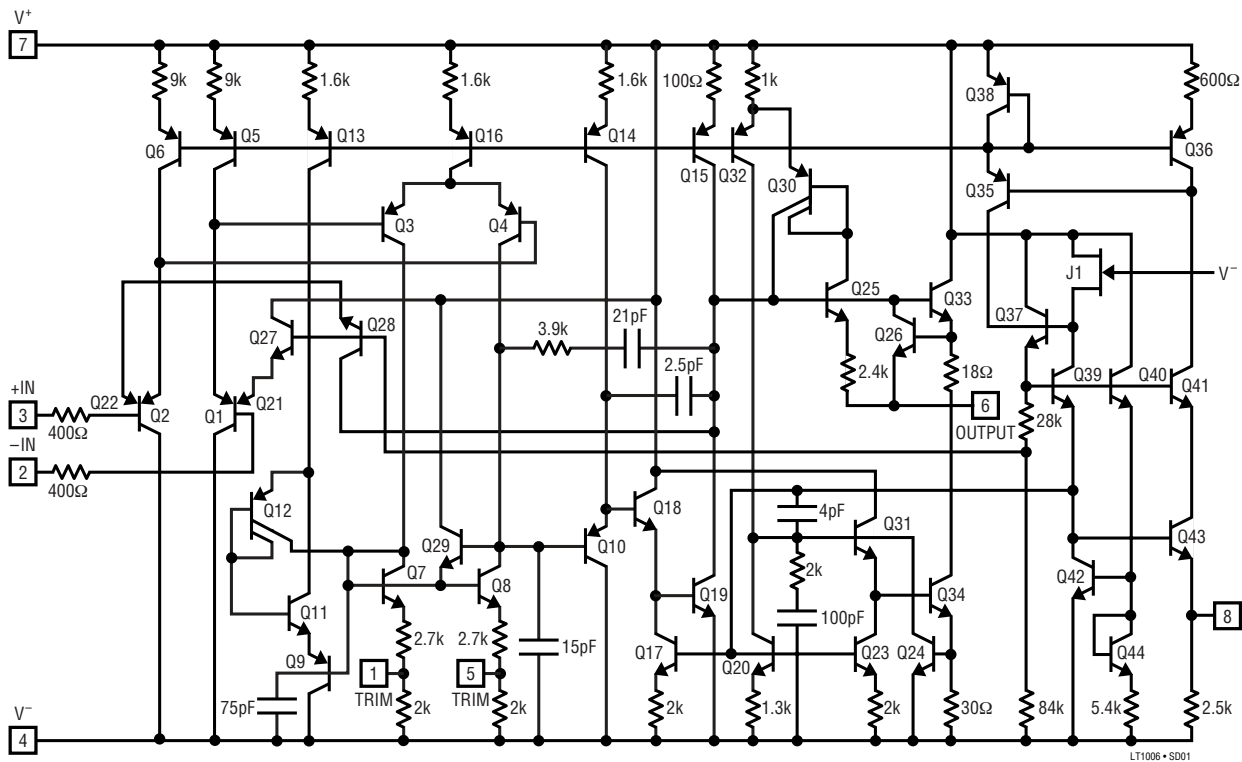 V+
7
9k
9k
1.6k
1.6k
1.6k
100Ω
1k
600Ω
Q38
Q6
Q5
Q13
Q16
Q14
Q15
Q32
Q30
Q35
Q36
Q3
Q4
J1
V−
Q25
Q33
Q37
Q27
Q28
3.9k
21pF
2.5pF
Q26
2.4k
18Ω
Q39
Q40
Q41
+IN
3
400Ω
Q22
Q2
Q1
Q21
6
OUTPUT
28k
−IN
2
400Ω
Q12
Q29
Q7
Q8
Q10
Q18
4pF
Q31
Q43
2k
Q11
Q19
100pF
Q34
Q42
8
2.7k
2.7k
15pF
Q9
Q17
Q20
Q23
Q24
Q44
1
TRIM
5
TRIM
75pF
2k
2k
2k
1.3k
2k
30Ω
84k
5.4k
2.5k
V−
4
LT1006 • SD01